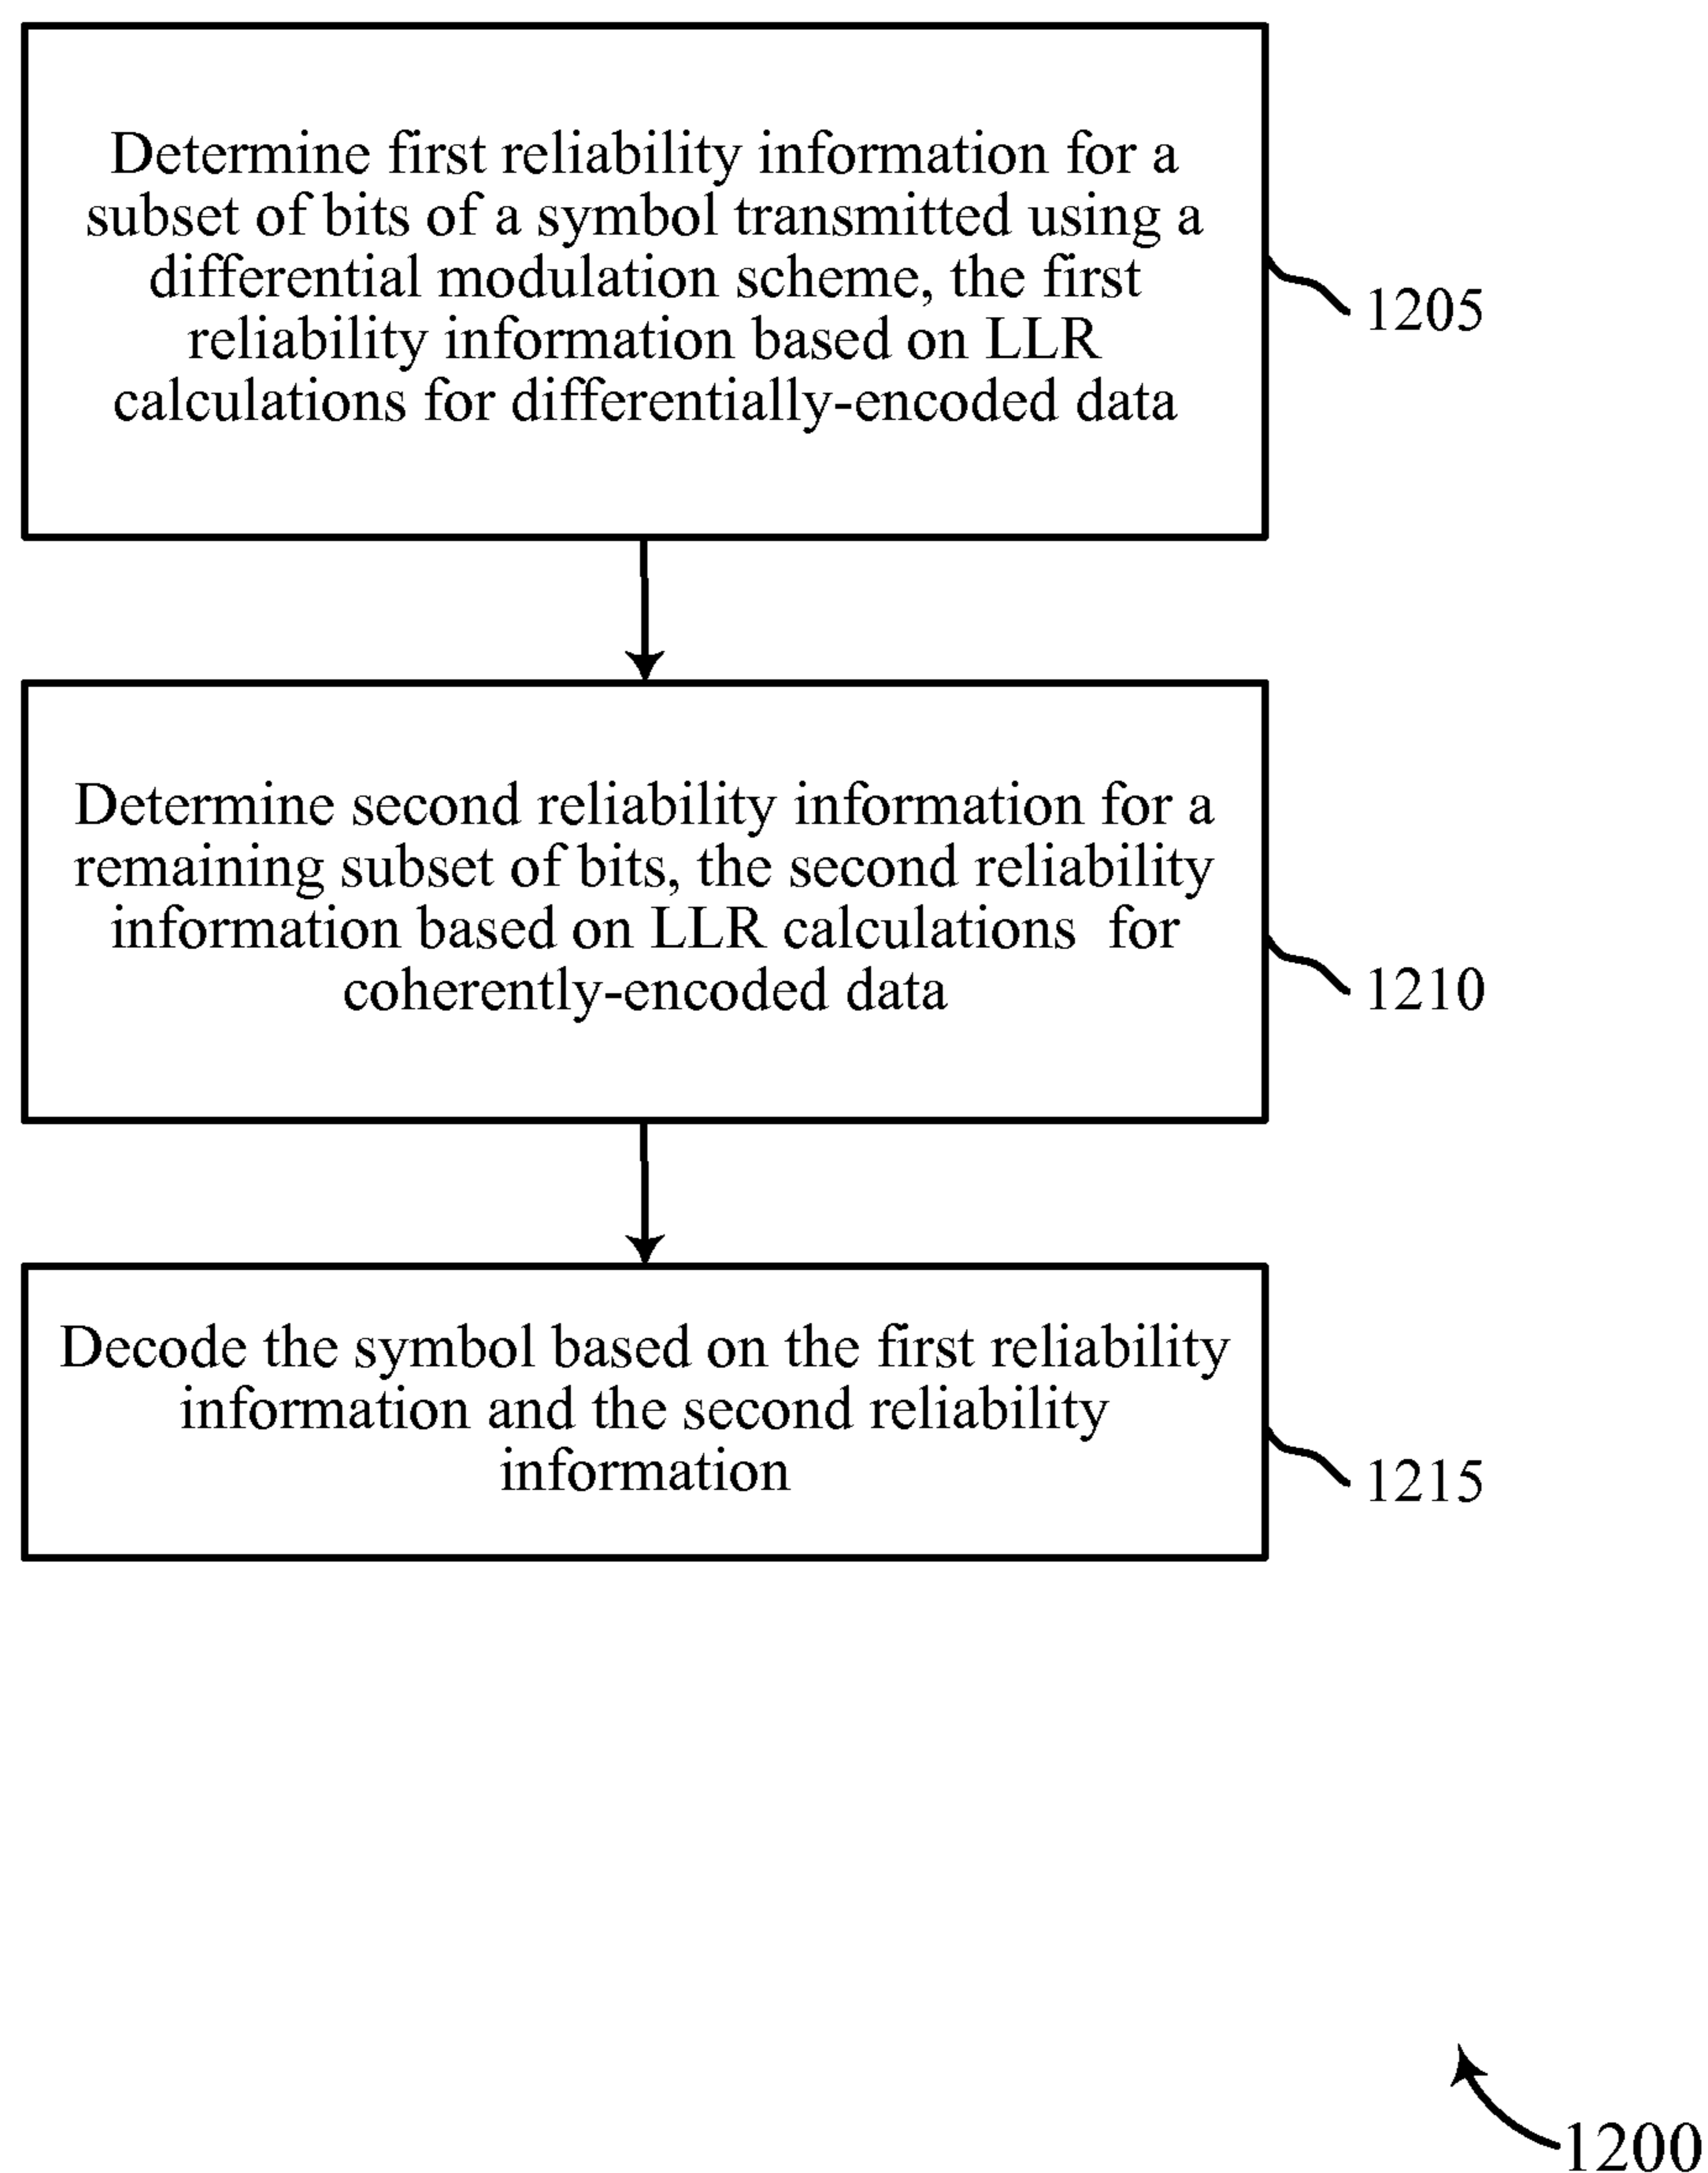 Determine first reliability information for a
subset of bits of a symbol transmitted using a
differential modulation scheme, the first
reliability information based on LLR
calculations for differentially-encoded data
1205
Determine second reliability information for a
remaining subset of bits, the second reliability
information based on LLR calculations for
coherently-encoded data
1210
Decode the symbol based on the first reliability
information and the second reliability
information
1215
1200